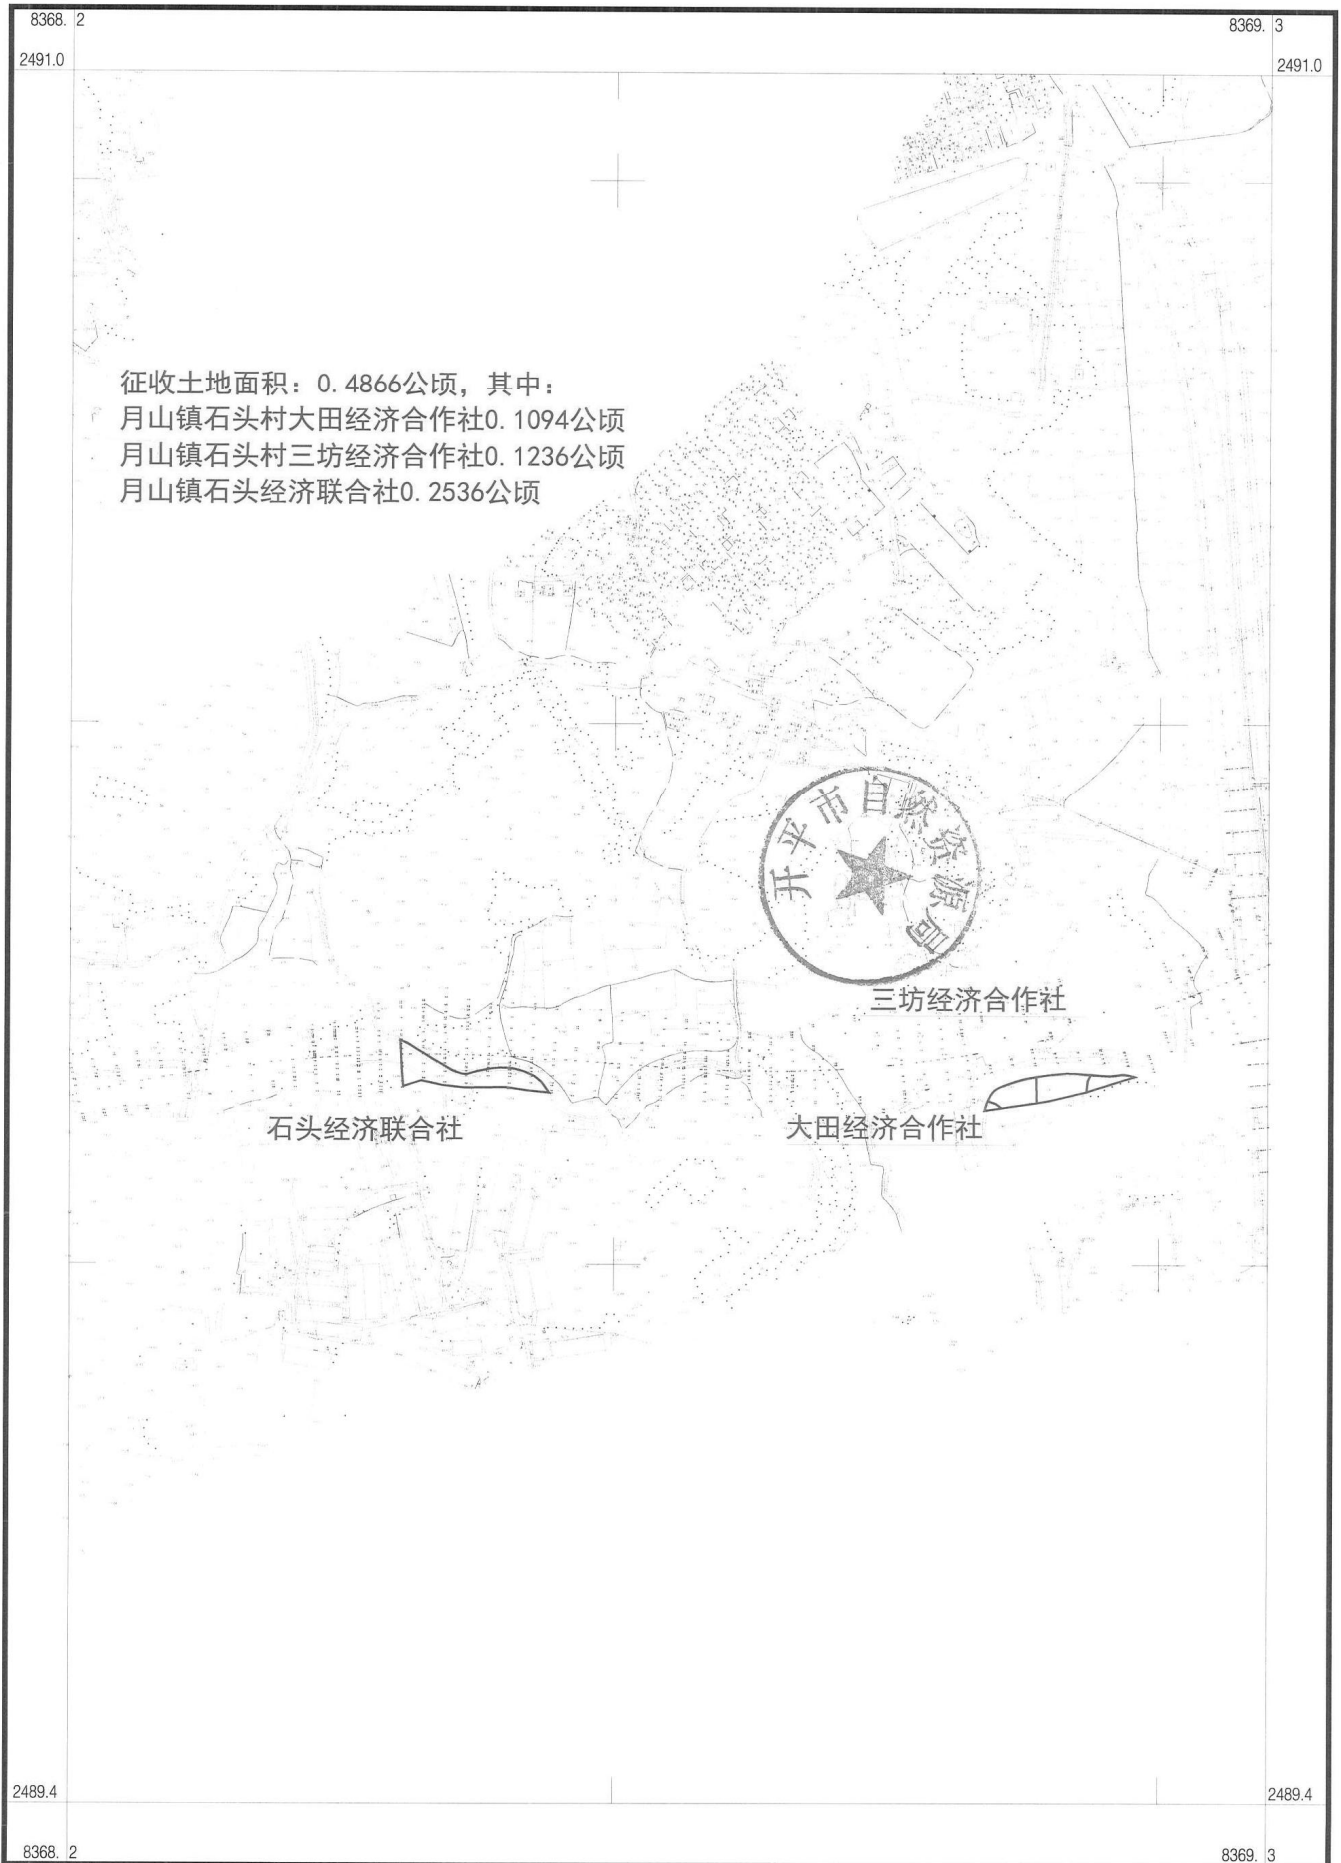 8368. 2
8369. 3
2491.0
2491.0
征收土地面积：0.4866公顷，其中：
月山镇石头村大田经济合作社0.1094公顷
月山镇石头村三坊经济合作社0.1236公顷
月山镇石头经济联合社0.2536公顷
开平市自然资源局
三坊经济合作社
石头经济联合社
大田经济合作社
2489.4
2489.4
8368. 2
8369. 3